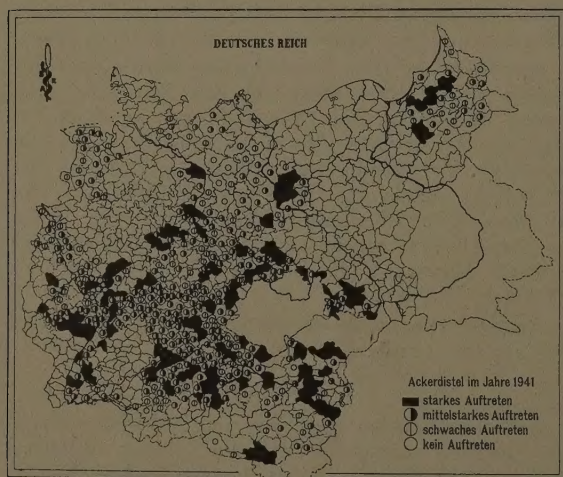 DEUTSCHES REICH
Ackerdistel im Jahre 1941
starkes Auftreten
mittelstarkes Auftreten
schwaches Auftreten
kein Auftreten